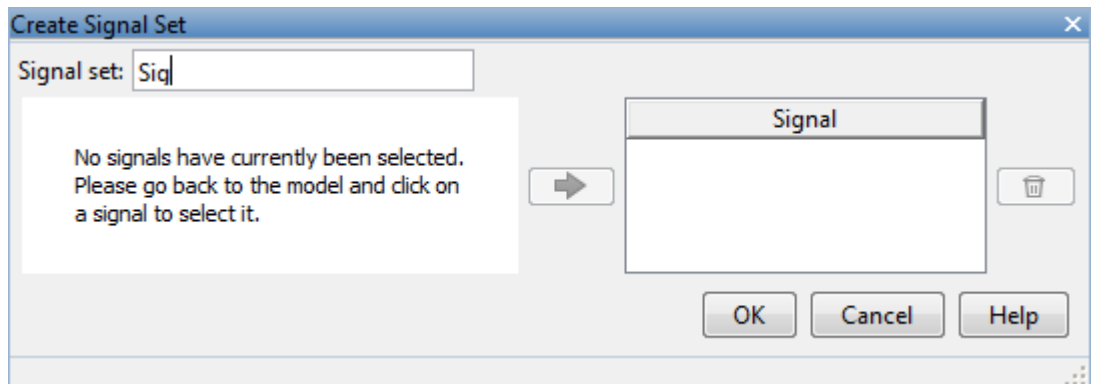 Create Signal Set
Signal set: Sig
No signals have currently been selected.
Please go back to the model and click on
a signal to select it.
Signal
OK Cancel Help